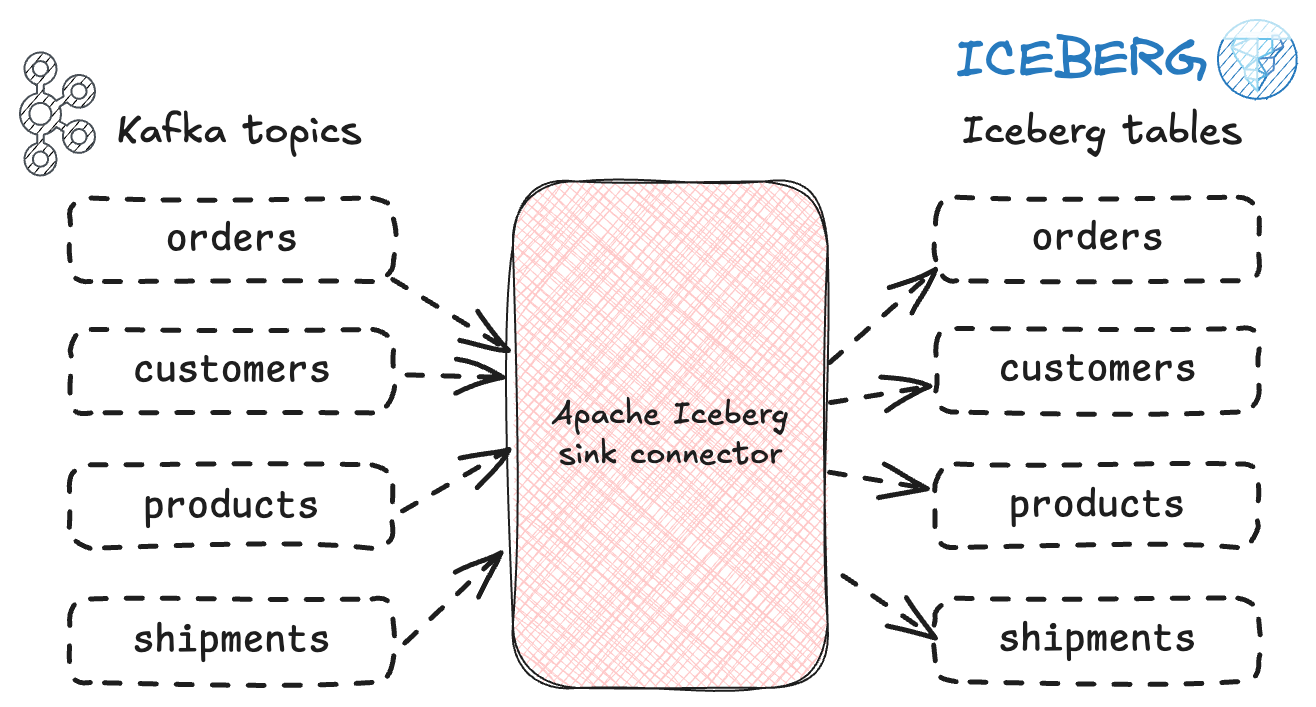 ICEBERG
Kafka topics
Iceberg tables
orders
customers
products
shipments
Apache Iceberg
sink connector
orders
customers
products
shipments